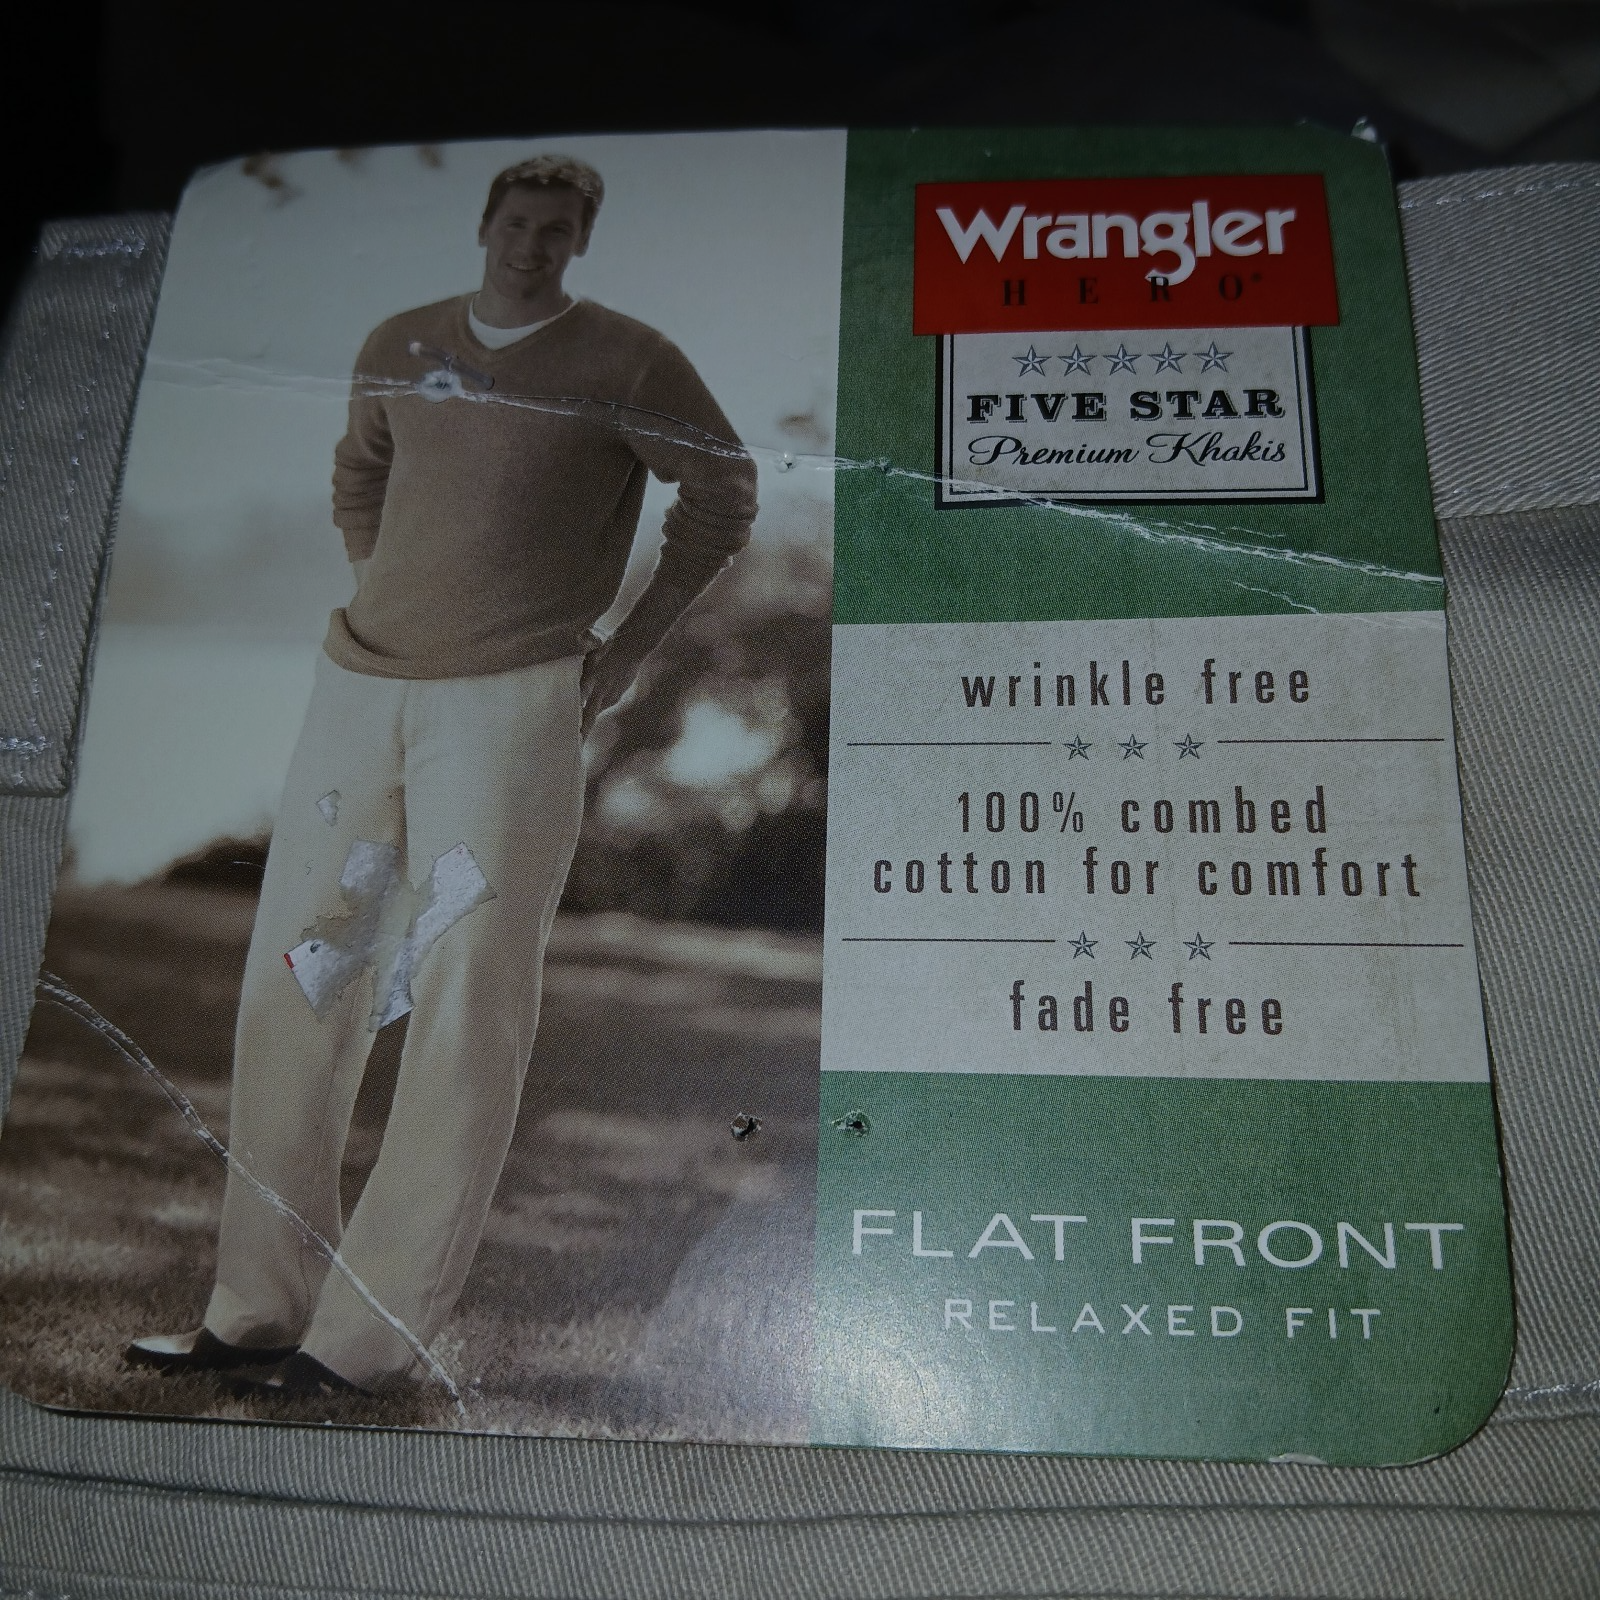 Wrangler
HERO®
FIVE STAR
Premium Khakis
wrinkle free
100% combed
cotton for comfort
fade free
FLAT FRONT
RELAXED FIT